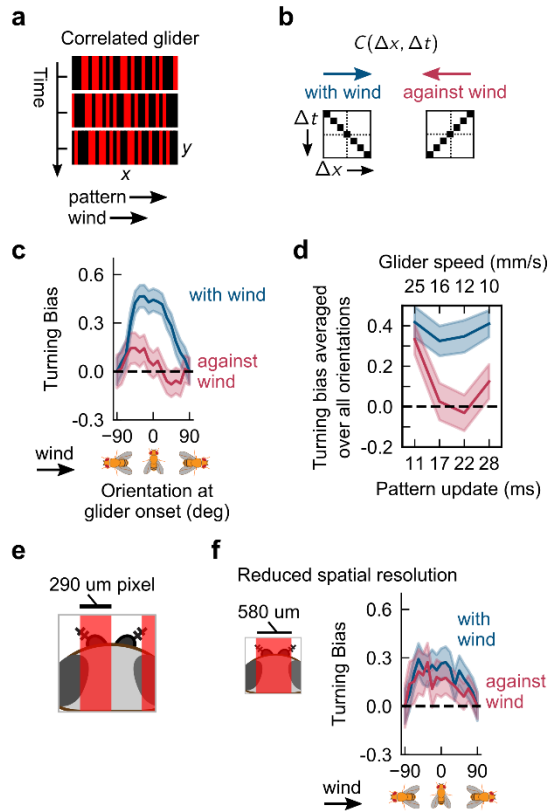 a
Correlated glider
Time
x
y
pattern
wind
b
C(Δx, Δt)
with wind
against wind
Δt
Δx
c
0.6
0.3
0.0
-0.3
Turning Bias
with wind
against
wind
-90
0
90
wind
Orientation at
glider onset (deg)
d
Glider speed (mm/s)
25 16 12 10
Turning bias averaged
over all orientations
0.4
0.2
0.0
-0.2
11 17 22 28
Pattern update (ms)
e
290 um pixel
f
Reduced spatial resolution
580 um
0.6
0.3
0.0
-0.3
Turning Bias
with
wind
against
wind
-90
0
90
wind